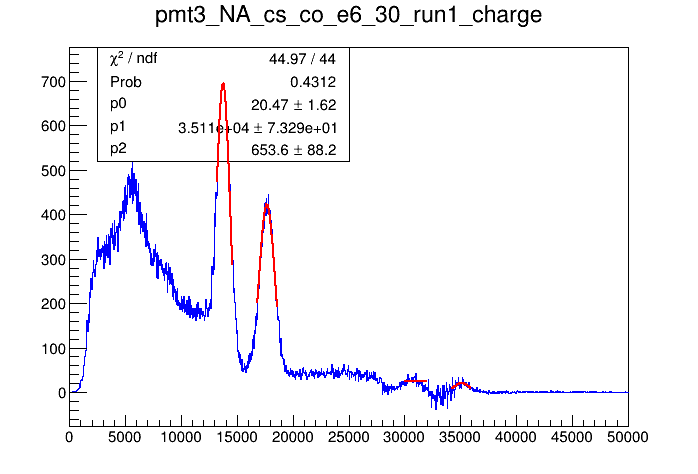 pmt3_NA_cs_co_e6_30_run1_charge
χ² / ndf 44.97 / 44
Prob 0.4312
p0 20.47 ± 1.62
p1 3.511e+04 ± 7.329e+01
p2 653.6 ± 88.2
700
600
500
400
300
200
100
0
0 5000 10000 15000 20000 25000 30000 35000 40000 45000 50000